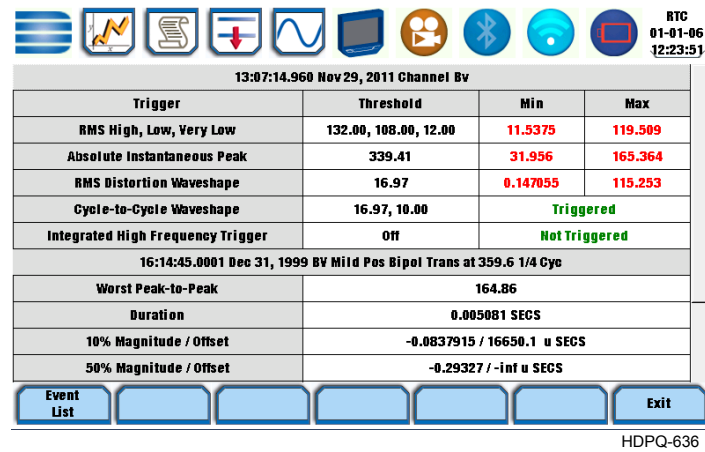 RTC
01-01-06
12:23:51
13:07:14.960 Nov 29, 2011 Channel Bv
Trigger Threshold Min Max
RMS High, Low, Very Low 132.00, 108.00, 12.00 11.5375 119.509
Absolute Instantaneous Peak 339.41 31.956 165.364
RMS Distortion Waveshape 16.97 0.147055 115.253
Cycle-to-Cycle Waveshape 16.97, 10.00 Triggered
Integrated High Frequency Trigger Off Not Triggered
16:14:45.0001 Dec 31, 1999 BV Mild Pos Bipol Trans at 359.6 1/4 Cyc
Worst Peak-to-Peak 164.86
Duration 0.005081 SECS
10% Magnitude / Offset -0.0837915 / 16650.1 u SECS
50% Magnitude / Offset -0.29327 / -inf u SECS
Event
List
Exit
HDPQ-636